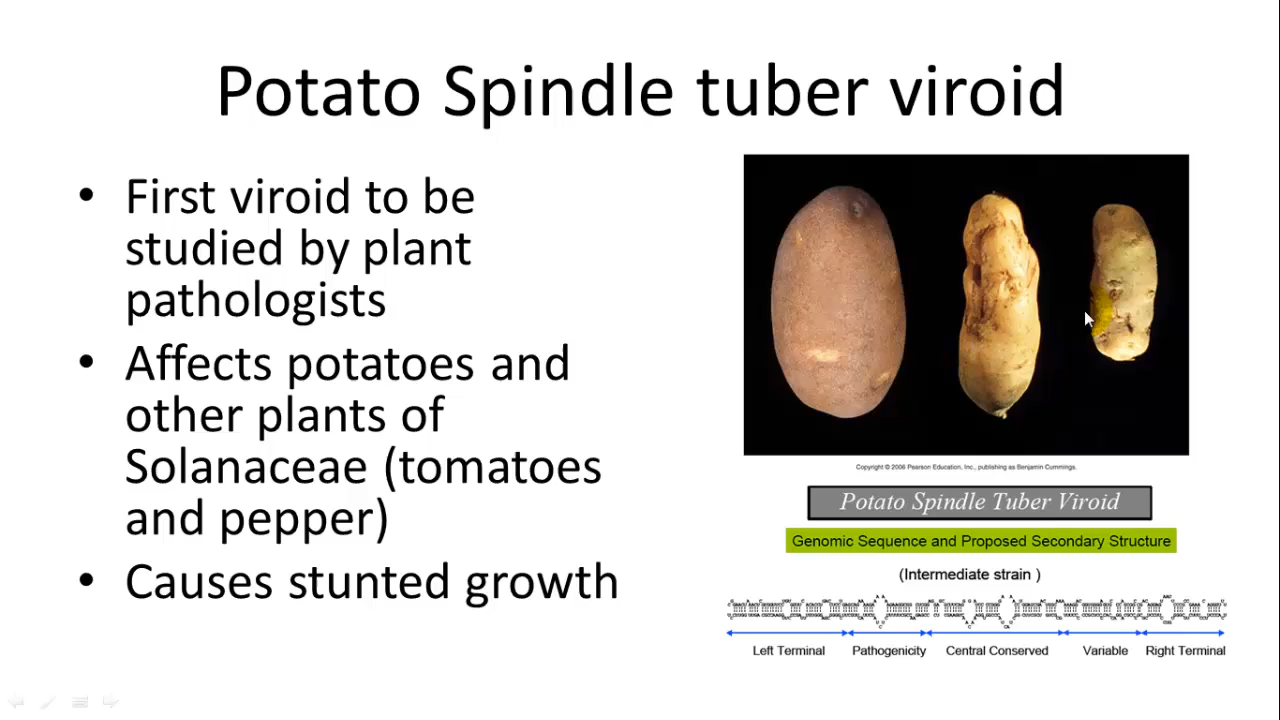 Potato Spindle tuber viroid
• First viroid to be
studied by plant
pathologists
• Affects potatoes and
other plants of
Solanaceae (tomatoes
and pepper)
• Causes stunted growth
Copyright © 2006 Pearson Education, Inc., publishing as Benjamin Cummings.
Potato Spindle Tuber Viroid
Genomic Sequence and Proposed Secondary Structure
(Intermediate strain )
Left Terminal Pathogenicity Central Conserved Variable Right Terminal